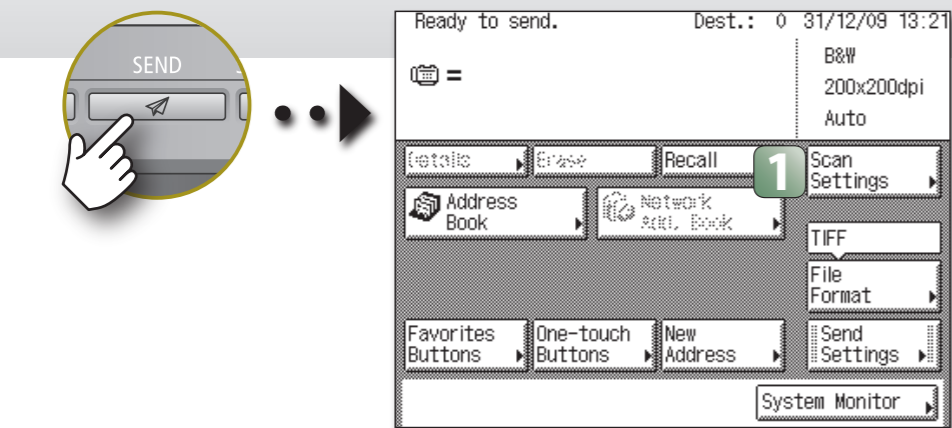 SEND
Ready to send. Dest.: 0 31/12/09 13:21
B&W
200x200dpi
Auto
=
Details Erase Recall 1 Scan
Settings
Address
Book
Network
Add. Book
TIFF
File
Format
Favorites
Buttons
One-touch
Buttons
New
Address
Send
Settings
System Monitor